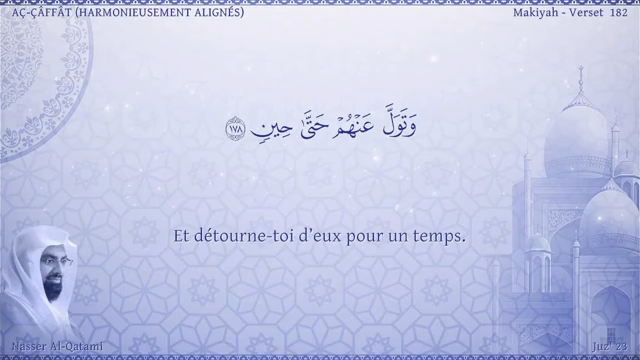 AÇ-ÇÂFFÂT (HARMONIEUSEMENT ALIGNÉS)
Makiyah - Verset 182
وَتَوَلَّ عَنْهُمْ حَتَّىٰ حِينٍ ١٧٨
Et détourne-toi d’eux pour un temps.
Nasser Al-Qatami
Juz' 23